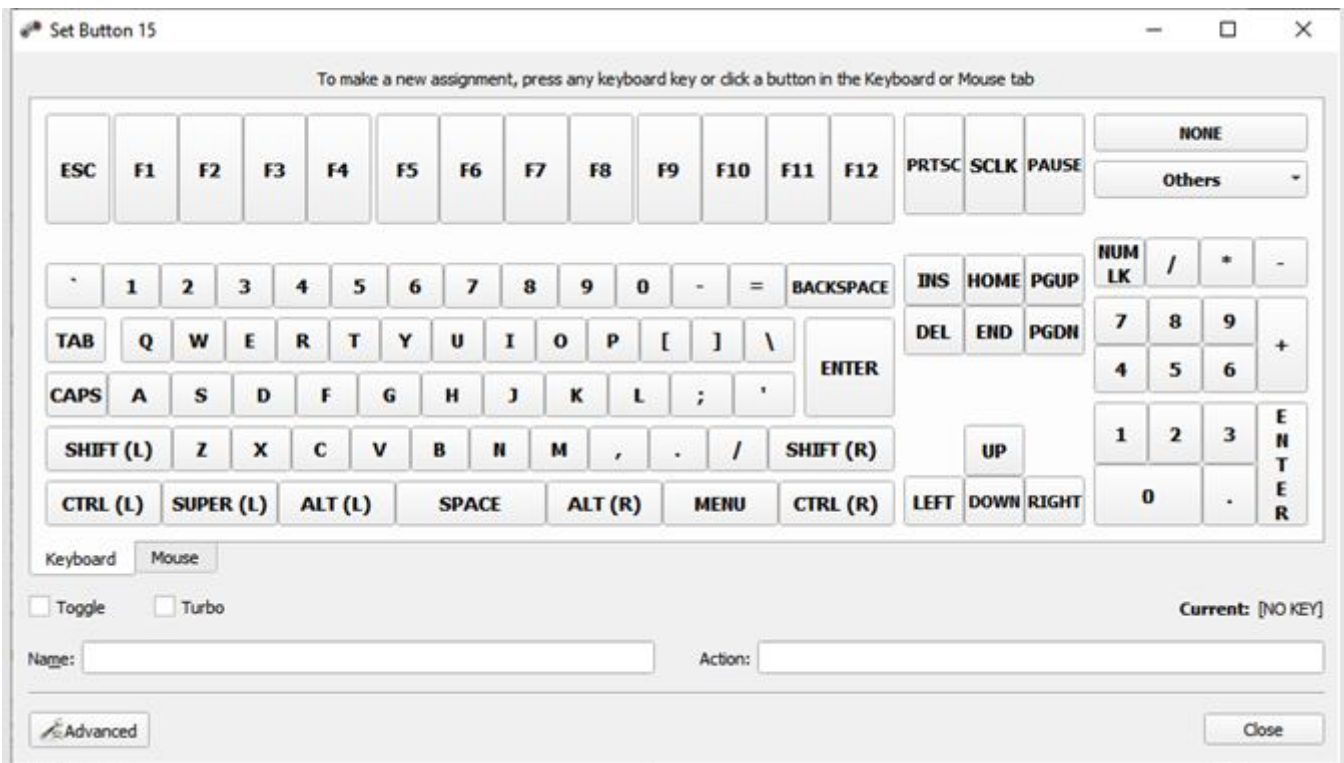 Set Button 15
To make a new assignment, press any keyboard key or click a button in the Keyboard or Mouse tab
ESC F1 F2 F3 F4 F5 F6 F7 F8 F9 F10 F11 F12 PRTSC SCLK PAUSE NONE
Others
` 1 2 3 4 5 6 7 8 9 0 - = BACKSPACE INS HOME PGUP NUM LK / * -
TAB Q W E R T Y U I O P [ ] \ ENTER DEL END PGDN 7 8 9 +
CAPS A S D F G H J K L ; ' 4 5 6
SHIFT (L) Z X C V B N M , . / SHIFT (R) UP 1 2 3 ENTER
CTRL (L) SUPER (L) ALT (L) SPACE ALT (R) MENU CTRL (R) LEFT DOWN RIGHT 0 .
Keyboard Mouse
Toggle Turbo Current: [NO KEY]
Name: Action:
Advanced Close